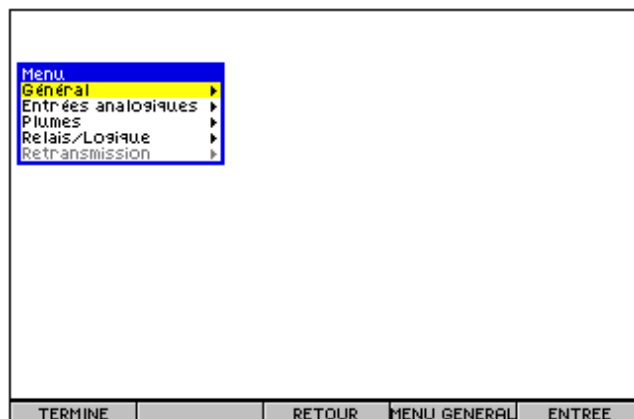 Menu
Général
Entrées analogiques
Plumes
Relais/Logique
Retransmission
TERMINE RETOUR MENU GENERAL ENTREE